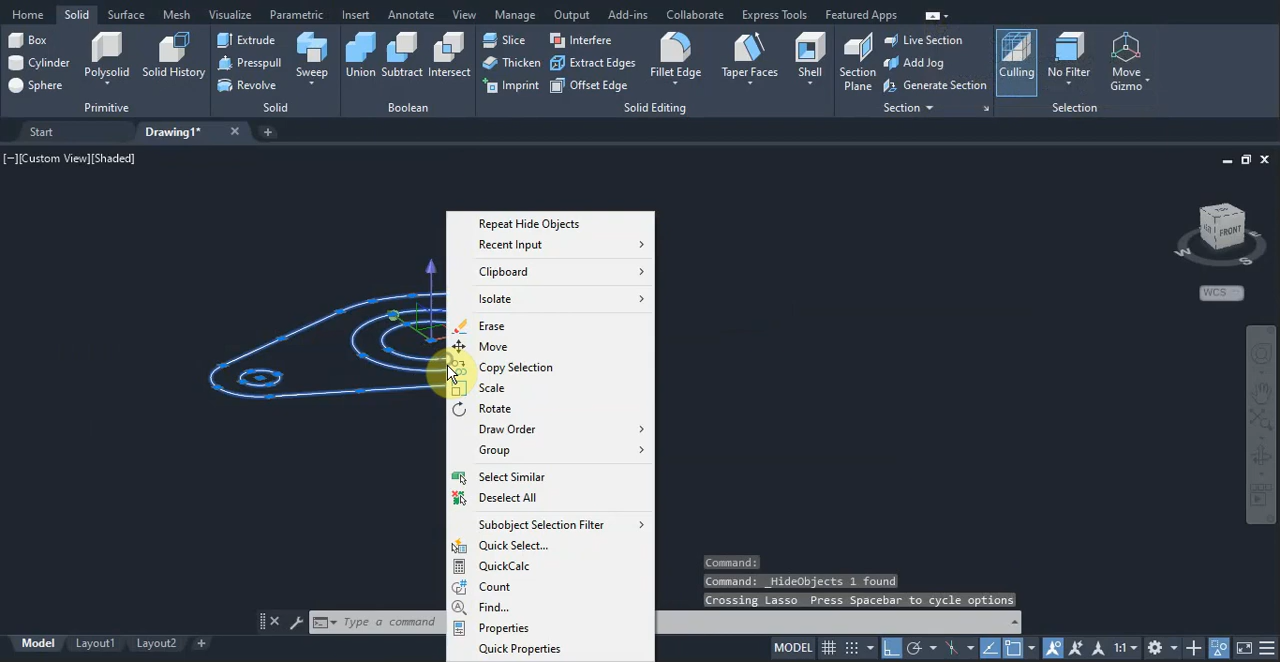 Home Solid Surface Mesh Visualize Parametric Insert Annotate View Manage Output Add-ins Collaborate Express Tools Featured Apps
Box Extrude Slice Interfere Live Section
Cylinder Presspull Thicken Extract Edges Add Jog
Sphere Revolve Imprint Offset Edge Generate Section
Polysolid Solid History Sweep Union Subtract Intersect Fillet Edge Taper Faces Shell Section Plane Culling No Filter Move Gizmo
Primitive Solid Boolean Solid Editing Section Selection
Start Drawing1*
[−][Custom View][Shaded]
TOP
FRONT
W
S
WCS
Repeat Hide Objects
Recent Input
Clipboard
Isolate
Erase
Move
Copy Selection
Scale
Rotate
Draw Order
Group
Select Similar
Deselect All
Subobject Selection Filter
Quick Select...
QuickCalc
Count
Find...
Properties
Quick Properties
Command:
Command: _HideObjects 1 found
Crossing Lasso Press Spacebar to cycle options
Type a command
Model Layout1 Layout2 MODEL 1:1